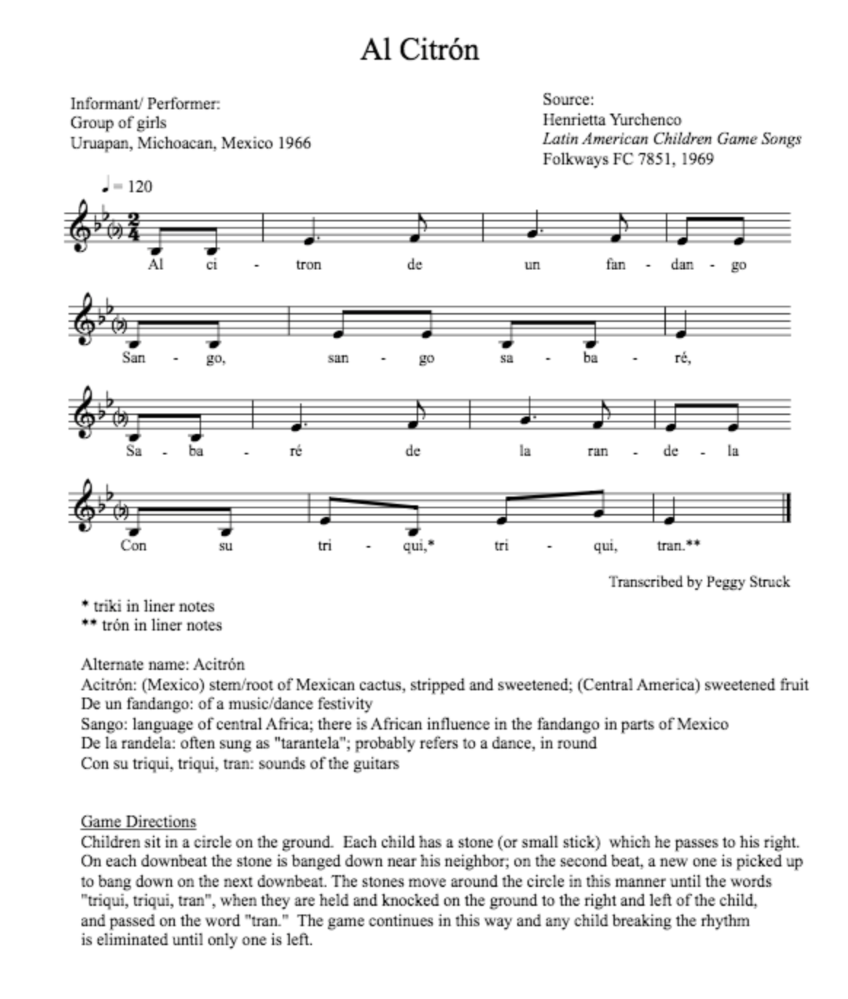 Al Citrón
Informant/ Performer:
Group of girls
Uruapan, Michoacan, Mexico 1966
Source:
Henrietta Yurchenco
Latin American Children Game Songs
Folkways FC 7851, 1969
♩ = 120
2
4
Al ci - tron de un fan - dan - go
San - go, san - go sa - ba - ré,
Sa - ba - ré de la ran - de - la
Con su tri - qui,* tri - qui, tran.**
Transcribed by Peggy Struck
* triki in liner notes
** trón in liner notes
Alternate name: Acitrón
Acitrón: (Mexico) stem/root of Mexican cactus, stripped and sweetened; (Central America) sweetened fruit
De un fandango: of a music/dance festivity
Sango: language of central Africa; there is African influence in the fandango in parts of Mexico
De la randela: often sung as "tarantela"; probably refers to a dance, in round
Con su triqui, triqui, tran: sounds of the guitars
Game Directions
Children sit in a circle on the ground. Each child has a stone (or small stick) which he passes to his right.
On each downbeat the stone is banged down near his neighbor; on the second beat, a new one is picked up
to bang down on the next downbeat. The stones move around the circle in this manner until the words
"triqui, triqui, tran", when they are held and knocked on the ground to the right and left of the child,
and passed on the word "tran." The game continues in this way and any child breaking the rhythm
is eliminated until only one is left.